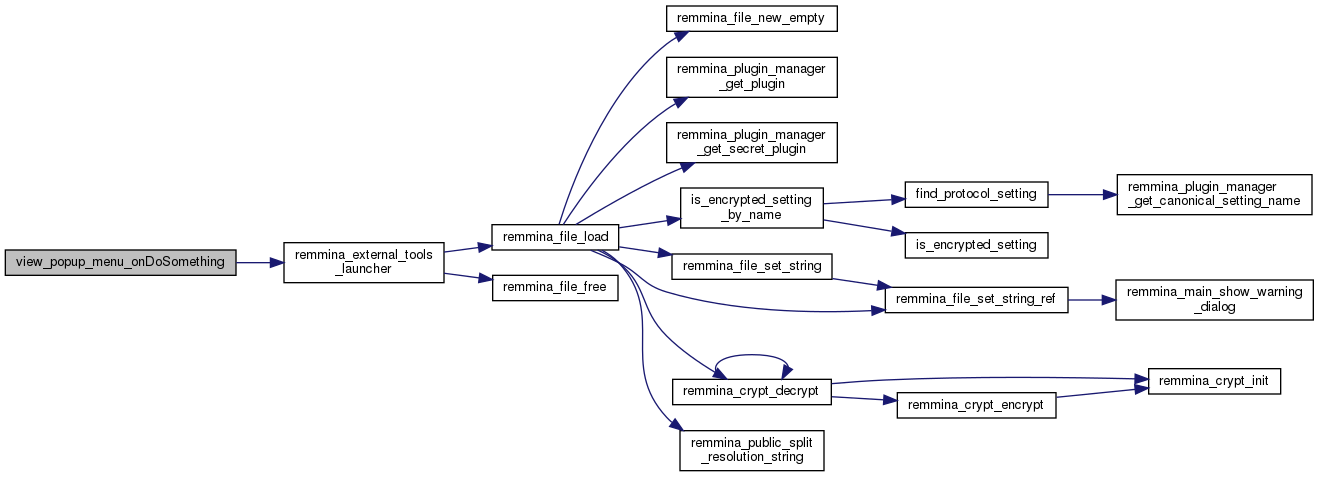 view_popup_menu_onDoSomething
remmina_external_tools
_launcher
remmina_file_load
remmina_file_free
remmina_file_new_empty
remmina_plugin_manager
_get_plugin
remmina_plugin_manager
_get_secret_plugin
is_encrypted_setting
_by_name
remmina_file_set_string
remmina_crypt_decrypt
remmina_public_split
_resolution_string
find_protocol_setting
is_encrypted_setting
remmina_file_set_string_ref
remmina_crypt_encrypt
remmina_plugin_manager
_get_canonical_setting_name
remmina_main_show_warning
_dialog
remmina_crypt_init